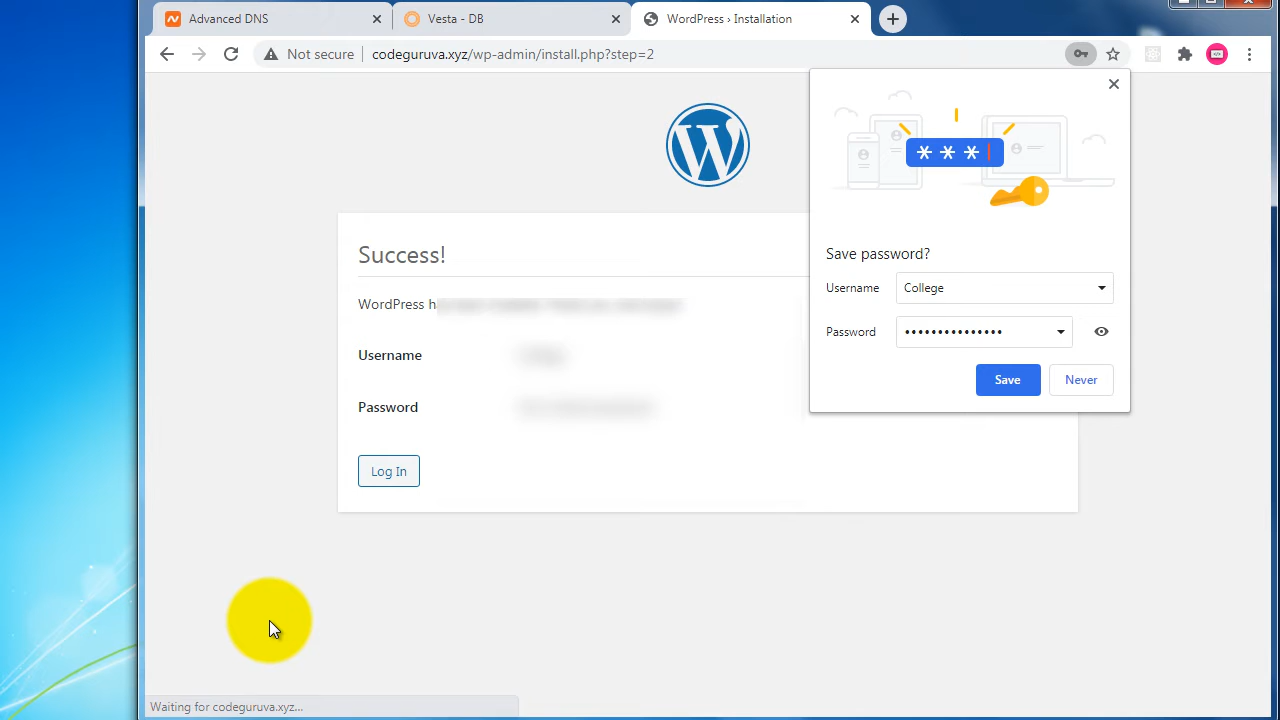 Advanced DNS
Vesta - DB
WordPress › Installation
Not secure
codeguruva.xyz/wp-admin/install.php?step=2
Success!
WordPress
Username
Password
Log In
Save password?
Username College
Password •••••••••••••••
Save Never
Waiting for codeguruva.xyz...